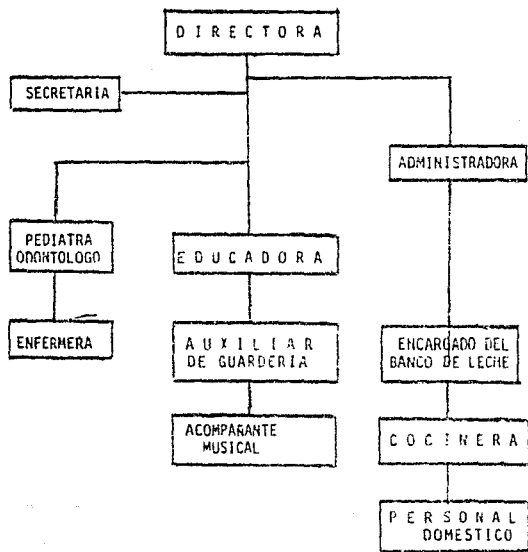 DIRECTORA
SECRETARIA
ADMINISTRADORA
PEDIATRA
ODONTOLOGO
EDUCADORA
ENFERMERA
AUXILIAR
DE GUARDERIA
ENCARGADO DEL
BANCO DE LECHE
ACOMPAÑANTE
MUSICAL
COCINERA
PERSONAL
DOMESTICO